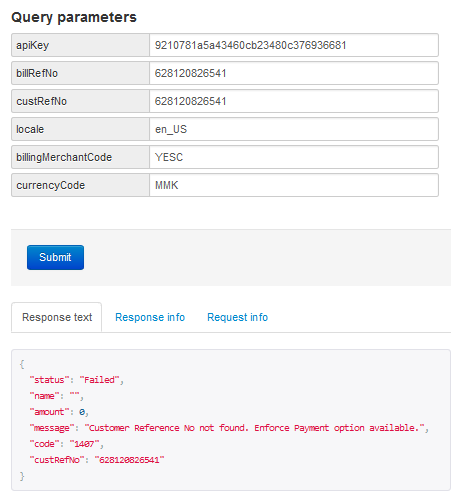 Query parameters
apiKey 9210781a5a43460cb23480c376936681
billRefNo 628120826541
custRefNo 628120826541
locale en_US
billingMerchantCode YESC
currencyCode MMK
Submit
Response text Response info Request info
{
"status": "Failed",
"name": "",
"amount": 0,
"message": "Customer Reference No not found. Enforce Payment option available.",
"code": "1407",
"custRefNo": "628120826541"
}